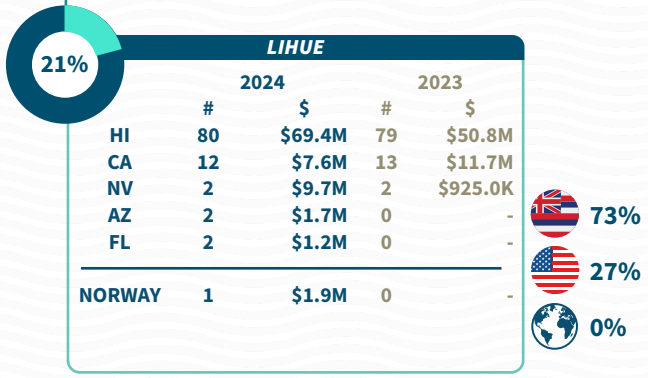 LIHUE
21%
2024 2023
# $ # $
HI 80 $69.4M 79 $50.8M
CA 12 $7.6M 13 $11.7M
NV 2 $9.7M 2 $925.0K
AZ 2 $1.7M 0 -
FL 2 $1.2M 0 -
NORWAY 1 $1.9M 0 -
73%
27%
0%